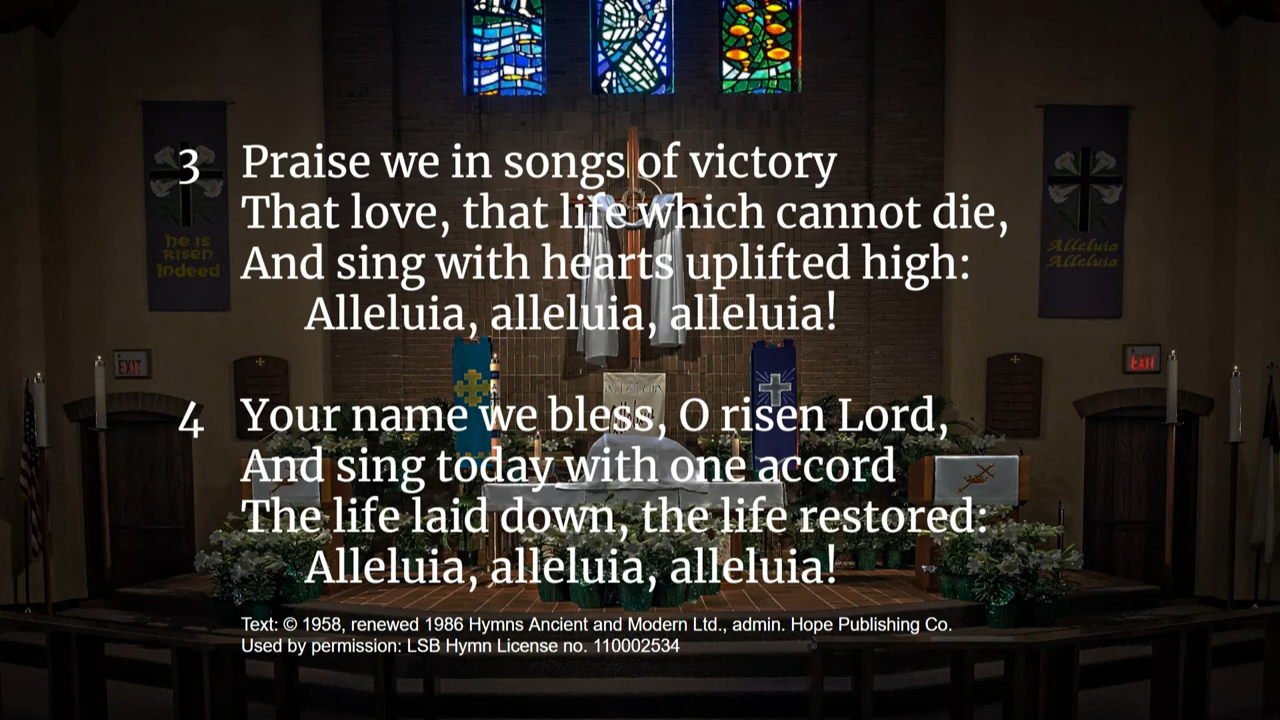 3 Praise we in songs of victory
That love, that life which cannot die,
And sing with hearts uplifted high:
Alleluia, alleluia, alleluia!
4 Your name we bless, O risen Lord,
And sing today with one accord
The life laid down, the life restored:
Alleluia, alleluia, alleluia!
Text: © 1958, renewed 1986 Hymns Ancient and Modern Ltd., admin. Hope Publishing Co.
Used by permission: LSB Hymn License no. 110002534
he is
Risen
Indeed
Alleluia
Alleluia
EXIT
EXIT
ALLELUIA